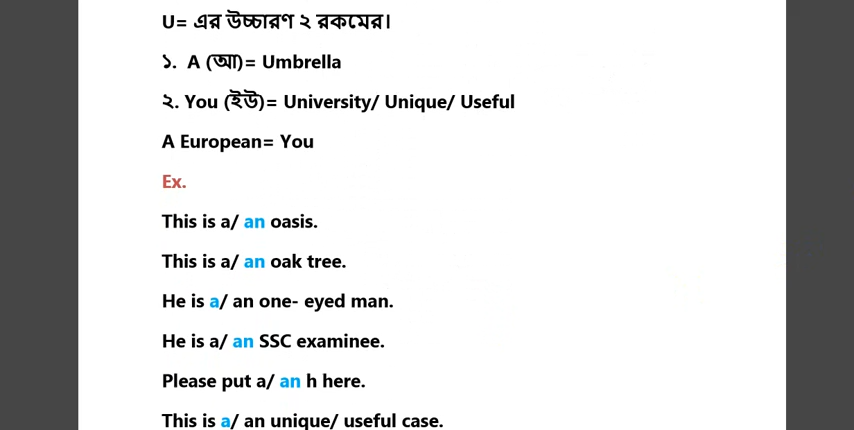 U= এর উচ্চারণ ২ রকমের।
১. A (আ)= Umbrella
২. You (ইউ)= University/ Unique/ Useful
A European= You
Ex.
This is a/ an oasis.
This is a/ an oak tree.
He is a/ an one- eyed man.
He is a/ an SSC examinee.
Please put a/ an h here.
This is a/ an unique/ useful case.